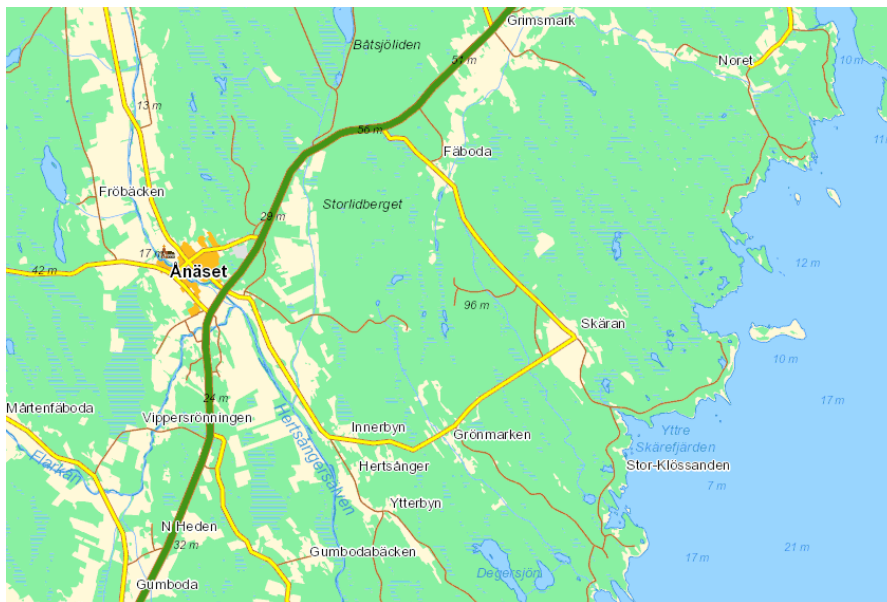 Grimsmark
Båtsjöliden
51 m
Noret
10 m
11
13 m
56 m
Fäboda
Fröbäcken
Storlidberget
29 m
17 m
Ånäset
42 m
12 m
96 m
Skäran
10 m
24 m
17 m
Mårtenfäboda
Vippersrönningen
Hertsångersälven
Innerbyn
Grönmarken
Yttre
Skärefjärden
Flarkån
Hertsånger
Stor-Klössanden
7 m
Ytterbyn
N Heden
32 m
Gumbodabäcken
17 m
21 m
Degersjön
Gumboda